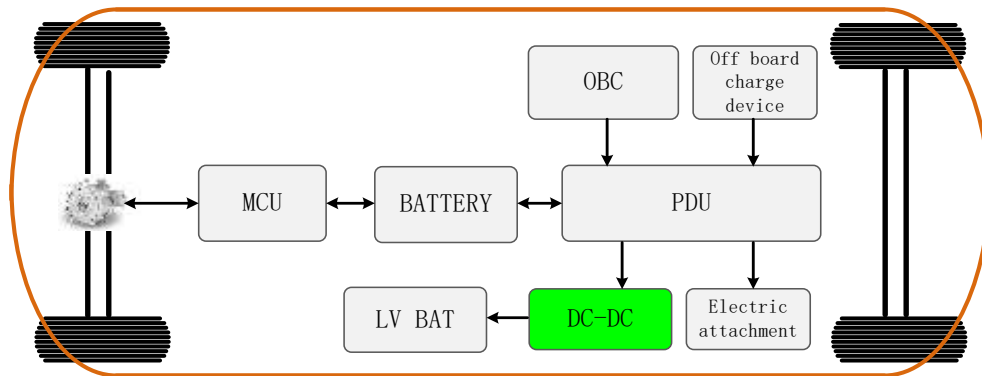 OBC
Off board
charge
device
MCU
BATTERY
PDU
LV BAT
DC-DC
Electric
attachment